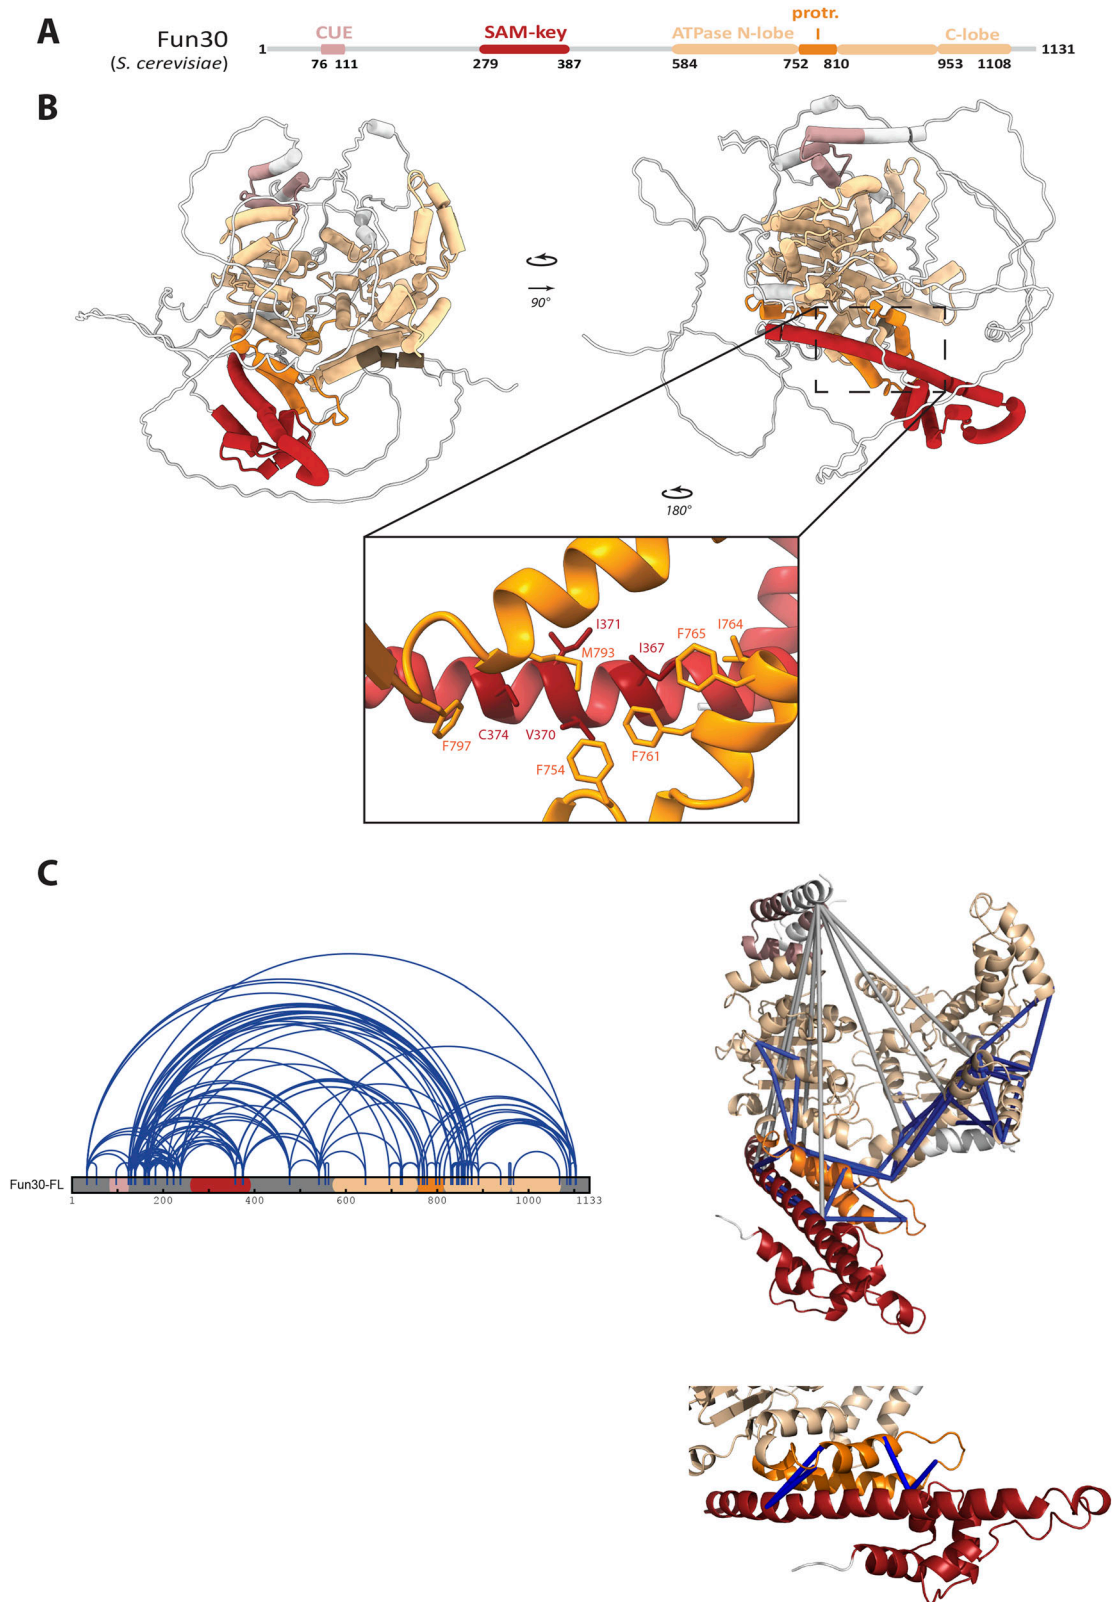 A
Fun30
(S. cerevisiae)
1
CUE
SAM-key
ATPase N-lobe
protr.
I
C-lobe
1131
76 111
279 387
584 752 810 953 1108
B
90°
180°
I371
M793
I367
F765
I764
F797
C374
V370
F754
F761
C
Fun30-FL
1 200 400 600 800 1000 1133